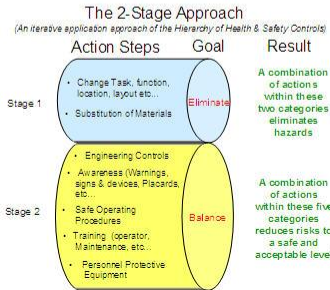 The 2-Stage Approach
(An iterative application approach of the Hierarchy of Health & Safety Controls)
Action Steps
Goal
Result
Stage 1
• Change Task, function,
location, layout etc...
• Substitution of Materials
Eliminate
A combination
of actions
within these
two categories
eliminates
hazards
Stage 2
• Engineering Controls
• Awareness (Warnings,
signs & devices, Placards,
etc...
• Safe Operating
Procedures
• Training (operator,
Maintenance, etc...
• Personnel Protective
Equipment
Balance
A combination
of actions
within these five
categories
reduces risks to
a safe and
acceptable level